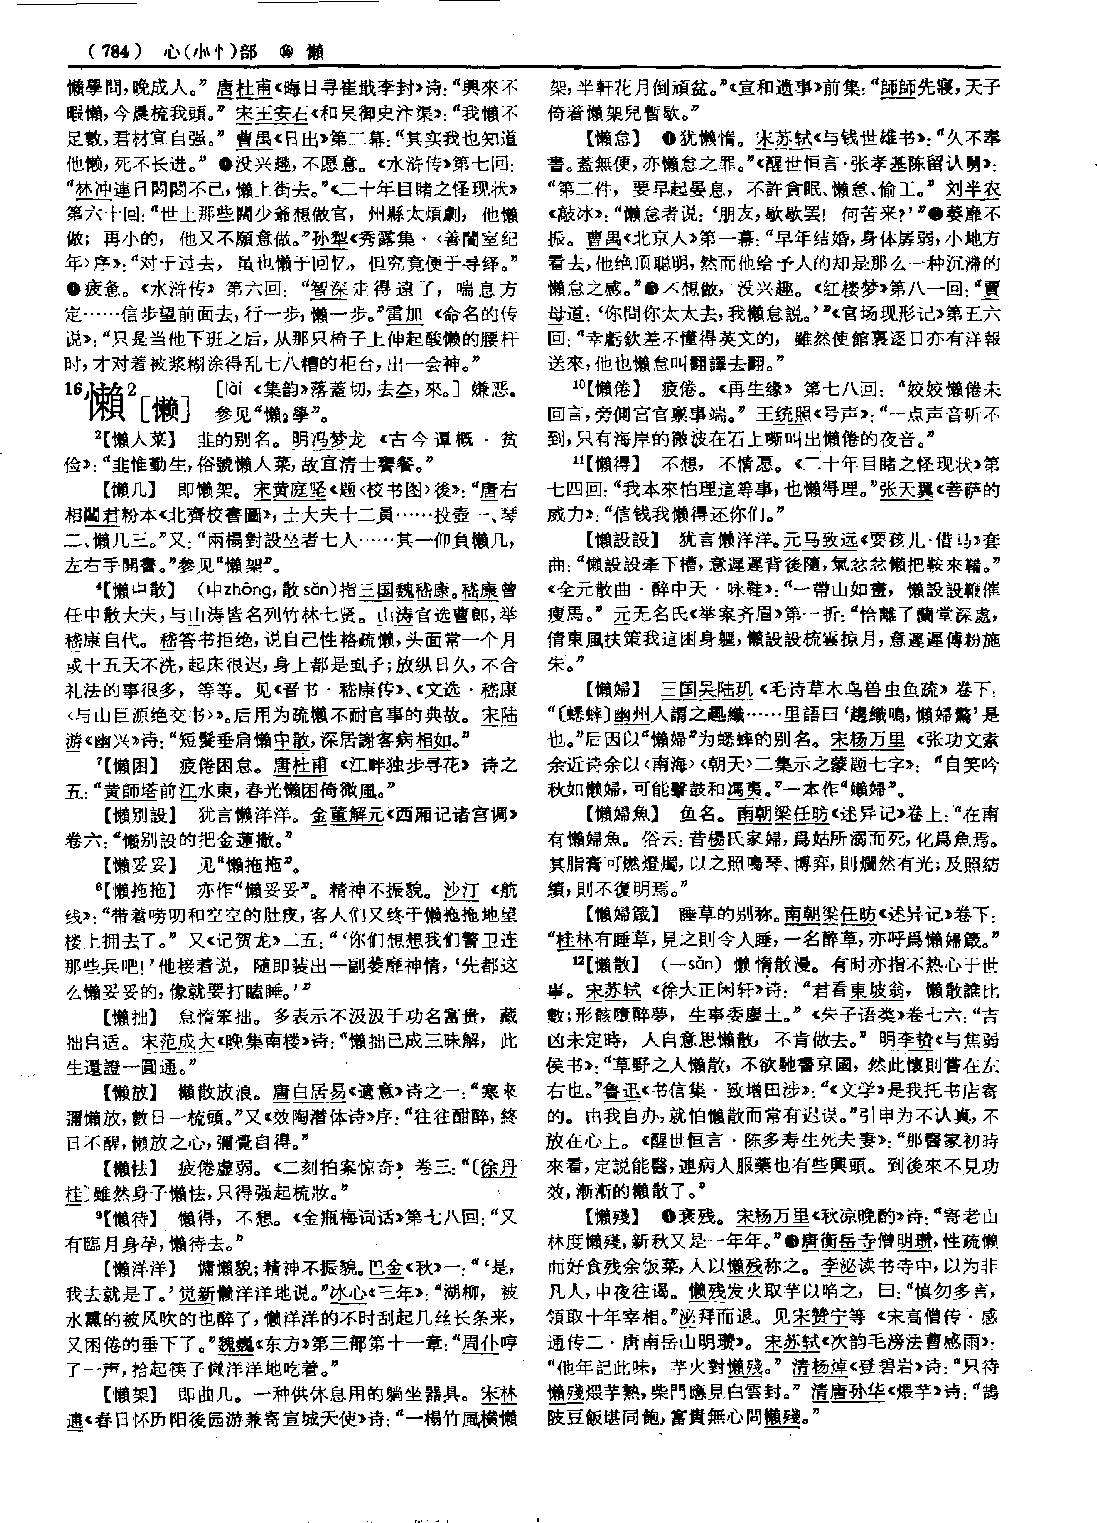 （784） 心（⺗忄）部 ⑯ 懒
懶學問，晚成人。”唐杜甫《晦日寻崔戢李封》诗：“興來不
暇懶，今晨梳我頭。”宋王安石《和吴御史汴渠》：“我懶不
足數，君材宜自强。”曹禺《日出》第二幕：“其实我也知道
他懒，死不长进。”❹没兴趣，不愿意。《水浒传》第七回：
“林冲連日悶悶不已，懶上街去。”《二十年目睹之怪现状》
第六十回：“世上那些闊少爺想做官，州縣太煩劇，他懶
做；再小的，他又不願意做。”孙犁《秀露集·〈善闇室纪
年〉序》：“对于过去，虽也懒于回忆，但究竟便于寻绎。”
❺疲惫。《水浒传》第六回：“智深走得遠了，喘息方
定……信步望前面去，行一步，懶一步。”雷加《命名的传
说》：“只是当他下班之后，从那只椅子上伸起酸懒的腰杆
时，才对着被浆糊涂得乱七八糟的柜台，出一会神。”
16懶2［懒］ ［lài 《集韵》落蓋切，去泰，來。］嫌恶。
参见“懒2學”。
2【懒人菜】 韭的别名。明冯梦龙《古今谭概·贫
俭》：“韭惟勤生，俗號懶人菜，故宜清士饔餐。”
【懒几】 即懒架。宋黄庭坚《题〈校书图〉後》：“唐右
相閻君粉本《北齊校書圖》，士大夫十二員……投壺一、琴
二、懶几三。”又：“兩榻對設坐者七人……其一仰負懶几，
左右手開書。”参见“懒架”。
4【懒中散】 （中zhōng，散sǎn）指三国魏嵇康。嵇康曾
任中散大夫，与山涛皆名列竹林七贤。山涛官选曹郎，举
嵇康自代。嵇答书拒绝，说自己性格疏懒，头面常一个月
或十五天不洗，起床很迟，身上都是虱子；放纵日久，不合
礼法的事很多，等等。见《晋书·嵇康传》、《文选·嵇康
〈与山巨源绝交书〉》。后用为疏懒不耐官事的典故。宋陆
游《幽兴》诗：“短髮垂肩懶中散，深居謝客病相如。”
7【懒困】 疲倦困怠。唐杜甫《江畔独步寻花》诗之
五：“黄師塔前江水東，春光懶困倚微風。”
【懒别設】 犹言懒洋洋。金董解元《西厢记诸宫调》
卷六：“懒别設的把金蓮撤。”
【懒妥妥】 见“懒拖拖”。
8【懒拖拖】 亦作“懒妥妥”。精神不振貌。沙汀《航
线》：“带着唠叨和空空的肚皮，客人们又终于懒拖拖地望
楼上拥去了。”又《记贺龙》二五：“‘你们想想我们警卫连
那些兵吧！’他接着说，随即装出一副萎靡神情，‘先都这
么懒妥妥的，像就要打瞌睡。’”
【懒拙】 怠惰笨拙。多表示不汲汲于功名富贵，藏
拙自适。宋范成大《晚集南楼》诗：“懶拙已成三昧解，此
生還證一圓通。”
【懒放】 懒散放浪。唐白居易《適意》诗之一：“寒來
彌懶放，數日一梳頭。”又《效陶潜体诗》序：“往往酣醉，終
日不醒，懶放之心，彌覺自得。”
【懒怯】 疲倦虚弱。《二刻拍案惊奇》卷三：“〔徐丹
桂〕雖然身子懶怯，只得强起梳妝。”
9【懒待】 懒得，不想。《金瓶梅词话》第七八回：“又
有臨月身孕，懶待去。”
【懒洋洋】 慵懒貌；精神不振貌。巴金《秋》一：“‘是，
我去就是了。’觉新懒洋洋地说。”冰心《三年》：“湖柳，被
水熏的被风吹的也醉了，懒洋洋的不时刮起几丝长条来，
又困倦的垂下了。”魏巍《东方》第三部第十一章：“周仆哼
了一声，拾起筷子懒洋洋地吃着。”
【懒架】 即曲几。一种供休息用的躺坐器具。宋林
逋《春日怀历阳後园游兼寄宣城天使》诗：“一榻竹風横懶
架，半軒花月倒頑盆。”《宣和遗事》前集：“師師先寢，天子
倚着懶架兒暫歇。”
【懒怠】 ❶犹懒惰。宋苏轼《与钱世雄书》：“久不奉
書。蓋無便，亦懶怠之罪。”《醒世恒言·张孝基陈留认舅》：
“第二件，要早起晏息，不許貪眠、懶怠、偷工。”刘半农
《敲冰》：“懒怠者说：‘朋友，歇歇罢！何苦来？’”❷萎靡不
振。曹禺《北京人》第一幕：“早年结婚，身体孱弱，小地方
看去，他绝顶聪明，然而他给予人的却是那么一种沉滞的
懒怠之感。”❸不想做，没兴趣。《红楼梦》第八一回：“賈
母道：‘你問你太太去，我懶怠說。’”《官场现形记》第五六
回：“幸虧欽差不懂得英文的，雖然使館裏逐日亦有洋報
送來，他也懶怠叫翻譯去翻。”
10【懒倦】 疲倦。《再生缘》第七八回：“姣姣懶倦未
回言，旁側宫官禀事端。”王统照《号声》：“一点声音听不
到，只有海岸的微波在石上嘶叫出懒倦的夜音。”
11【懒得】 不想，不情愿。《二十年目睹之怪现状》第
七四回：“我本來怕理這等事，也懶得理。”张天翼《菩萨的
威力》：“信钱我懒得还你们。”
【懒設設】 犹言懒洋洋。元马致远《耍孩儿·借马》套
曲：“懶設設牽下槽，意遲遲背後隨，氣忿忿懶把鞍來鞴。”
《全元散曲·醉中天·咏鞋》：“一帶山如畫，懶設設鞭催
瘦馬。”元无名氏《举案齐眉》第一折：“恰離了蘭堂深處，
倩東風扶策我這困身軀，懶設設梳雲掠月，意遲遲傅粉施
朱。”
【懒婦】 三国吴陆玑《毛诗草木鸟兽虫鱼疏》卷下：
“〔蟋蟀〕幽州人謂之趣織……里語曰‘趨織鳴，懶婦驚’是
也。”后因以“懒婦”为蟋蟀的别名。宋杨万里《张功文索
余近诗余以〈南海〉〈朝天〉二集示之蒙题七字》：“自笑吟
秋如懶婦，可能擊鼓和馮夷。”一本作“嬾婦”。
【懒婦魚】 鱼名。南朝梁任昉《述异记》卷上：“在南
有懶婦魚。俗云：昔楊氏家婦，爲姑所溺而死，化爲魚焉。
其脂膏可燃燈燭，以之照鳴琴、博弈，則爛然有光；及照紡
績，則不復明焉。”
【懒婦箴】 睡草的别称。南朝梁任昉《述异记》卷下：
“桂林有睡草，見之則令人睡，一名醉草，亦呼爲懶婦箴。”
12【懒散】 （—sǎn）懒惰散漫。有时亦指不热心于世
事。宋苏轼《徐大正闲轩》诗：“君看東坡翁，懶散誰比
數；形骸墮醉夢，生事委塵土。”《朱子语类》卷七六：“吉
凶未定時，人自意思懶散，不肯做去。”明李贽《与焦弱
侯书》：“草野之人懶散，不欲馳書京國，然此懷則嘗在左
右也。”鲁迅《书信集·致增田涉》：“《文学》是我托书店寄
的。由我自办，就怕懒散而常有迟误。”引申为不认真，不
放在心上。《醒世恒言·陈多寿生死夫妻》：“那醫家初時
來看，定說能醫，連病人服藥也有些興頭。到後來不見功
效，漸漸的懶散了。”
【懒殘】 ❶衰残。宋杨万里《秋凉晚酌》诗：“寄老山
林度懶殘，新秋又是一年年。”❷唐衡岳寺僧明瓒，性疏懒
而好食残余饭菜，人以懒残称之。李泌读书寺中，以为非
凡人，中夜往谒。懒残发火取芋以啗之，曰：“慎勿多言，
領取十年宰相。”泌拜而退。见宋赞宁等《宋高僧传·感
通传二·唐南岳山明瓒》。宋苏轼《次韵毛滂法曹感雨》：
“他年記此味，芋火對懶殘。”清杨焯《登碧岩》诗：“只待
懶殘煨芋熟，柴門應見白雲封。”清唐孙华《煨芋》诗：“鴟
跂豆飯堪同飽，富貴無心問懶殘。”